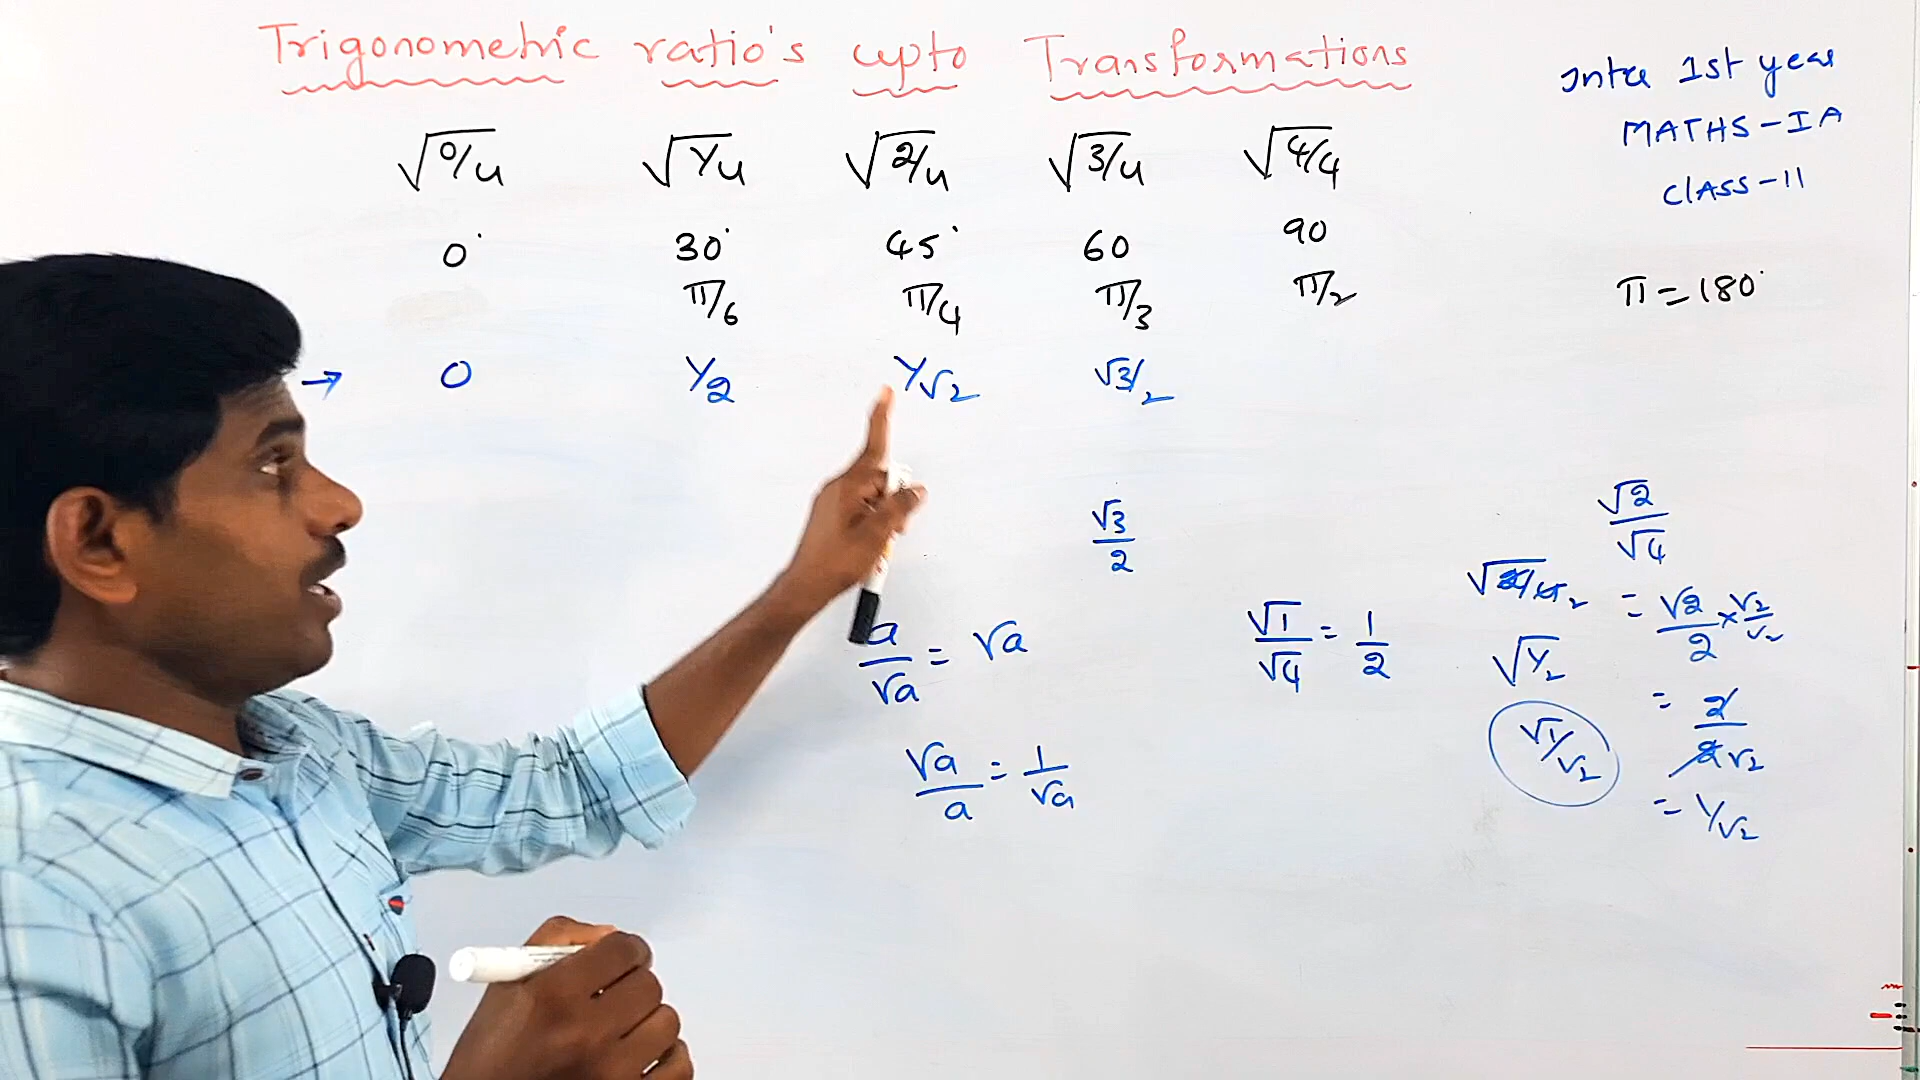 Trigonometric ratio's upto Transformations
Inter 1st year
MATHS-IA
ClASS-11
√0/4 √1/4 √2/4 √3/4 √4/4
0° 30° 45° 60 90
π/6 π/4 π/3 π/2
π=180°
→ 0 1/2 1/√2 √3/2
√3/2
a/√a = √a
√a/a = 1/√a
√1/√4 = 1/2
√1/2
√1/√2
√2/√4
= √2/2 × √2/√2
= 2/2√2
= 1/√2